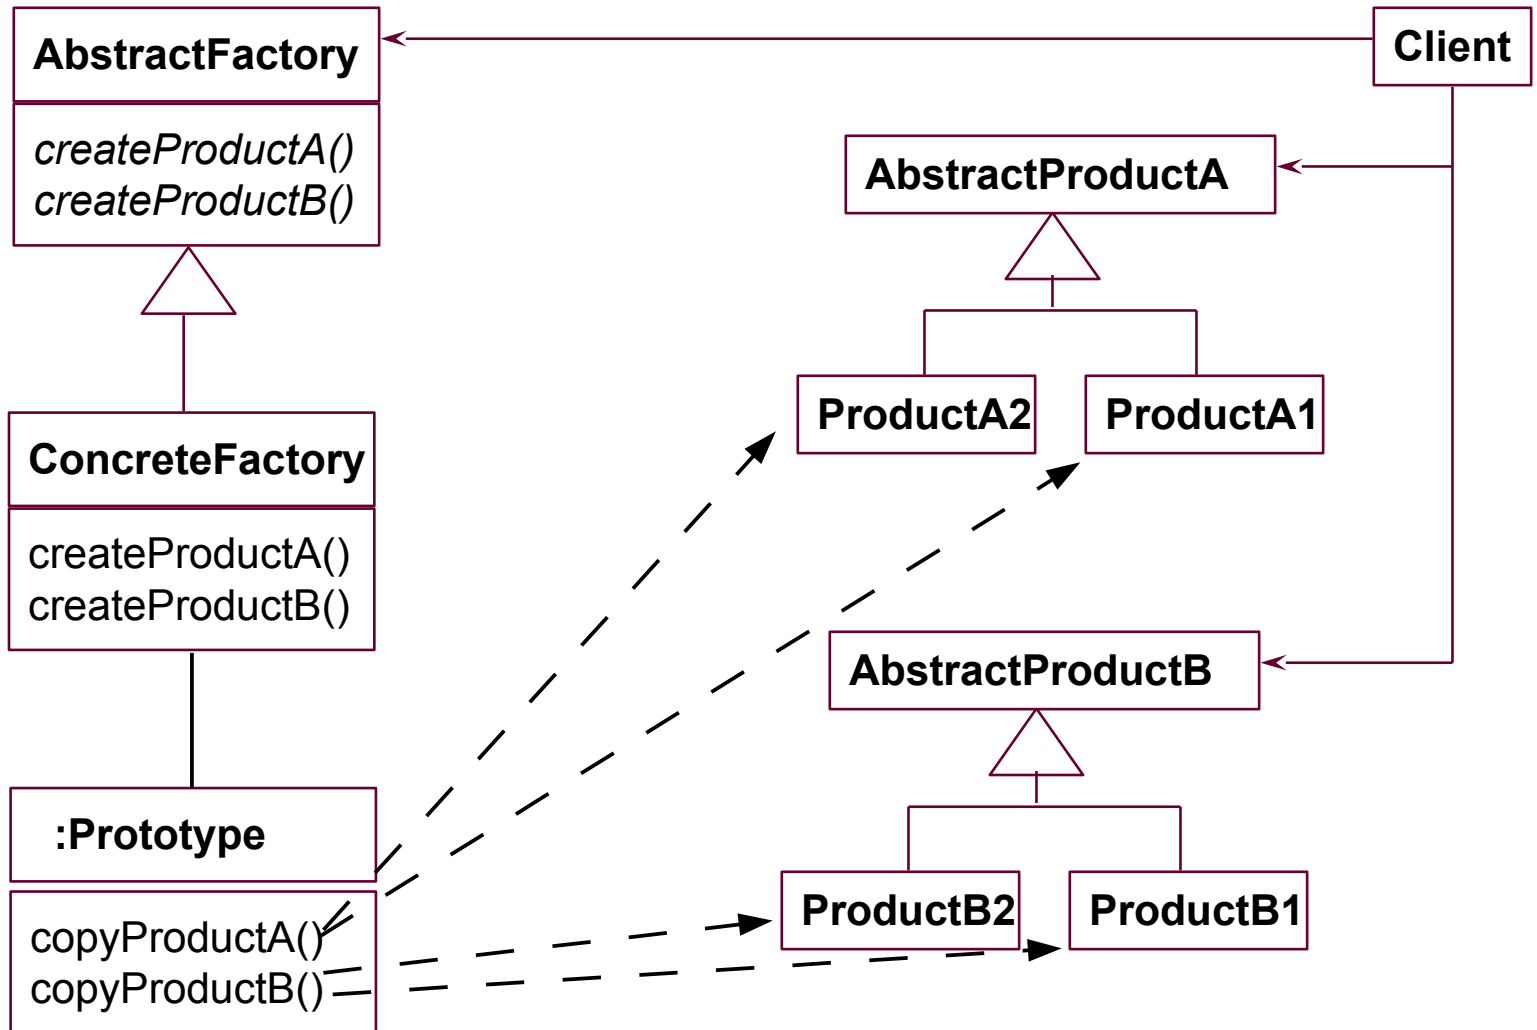 AbstractFactory
createProductA()
createProductB()
Client
AbstractProductA
ProductA2
ProductA1
ConcreteFactory
createProductA()
createProductB()
AbstractProductB
ProductB2
ProductB1
:Prototype
copyProductA()
copyProductB()